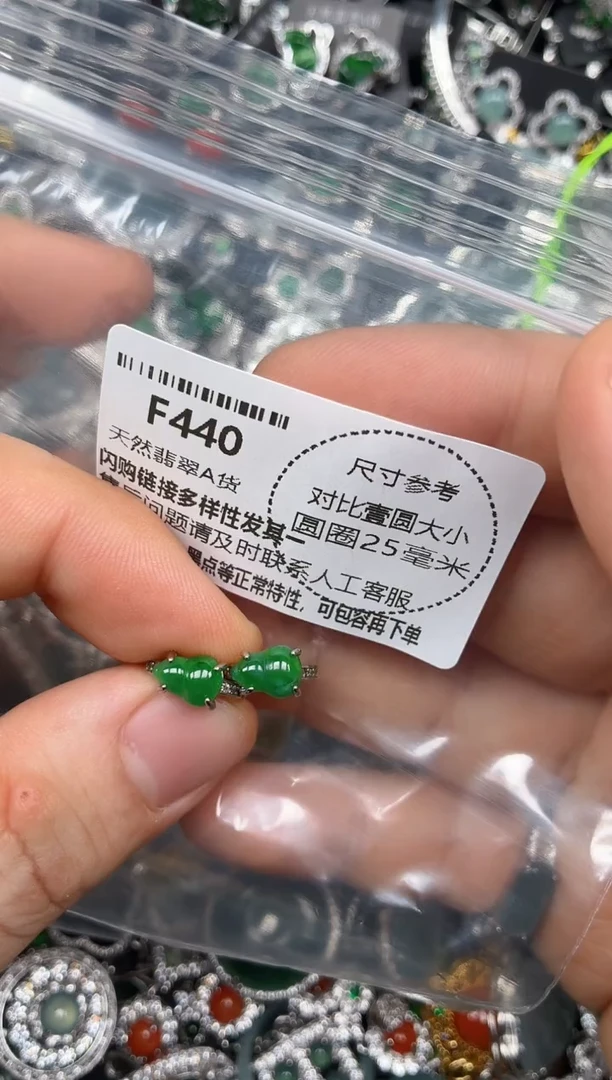 F440
天然翡翠A货
尺寸参考
对比壹圆大小
圆圈25毫米
闪购链接多样性发其一
问题请及时联系人工客服
黑点等正常特性，可包容再下单